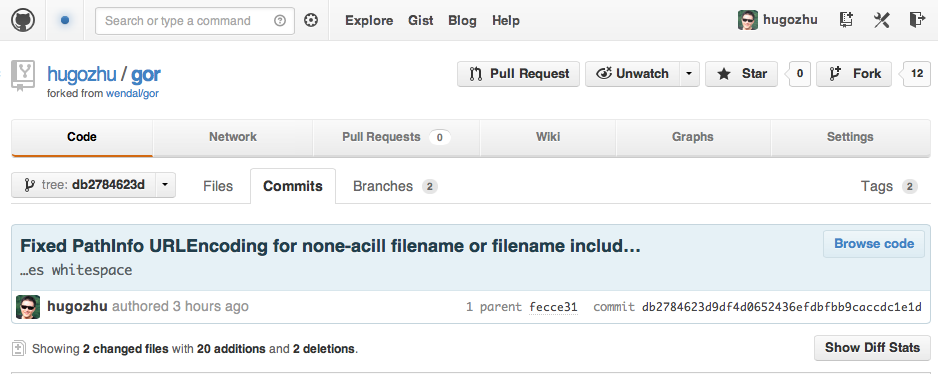 Search or type a command
Explore Gist Blog Help
hugozhu
hugozhu / gor
forked from wendal/gor
Pull Request Unwatch Star 0 Fork 12
Code Network Pull Requests 0 Wiki Graphs Settings
tree: db2784623d Files Commits Branches 2 Tags 2
Fixed PathInfo URLEncoding for none-acill filename or filename includ…
Browse code
…es whitespace
hugozhu authored 3 hours ago 1 parent fecce31 commit db2784623d9df4d0652436efdbfbb9caccdc1e1d
Showing 2 changed files with 20 additions and 2 deletions.
Show Diff Stats